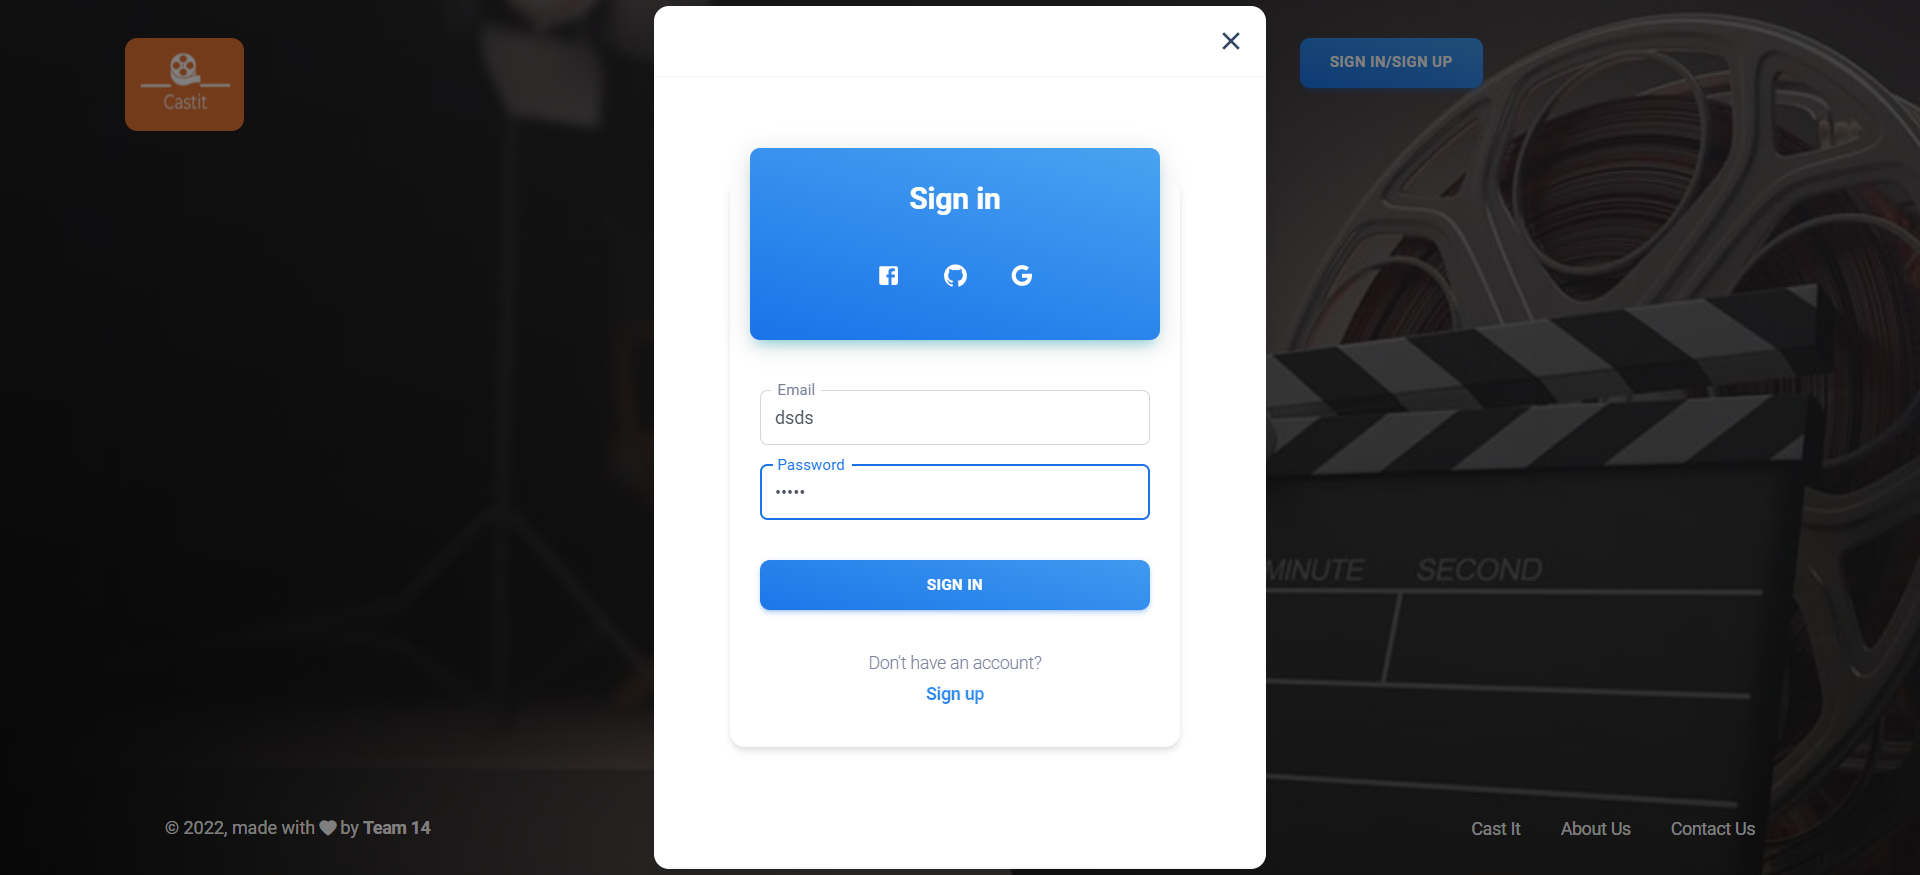 Castit
SIGN IN/SIGN UP
Sign in
Email
dsds
Password
•••••
SIGN IN
Don't have an account?
Sign up
MINUTE SECOND
© 2022, made with ♥ by Team 14
Cast It About Us Contact Us